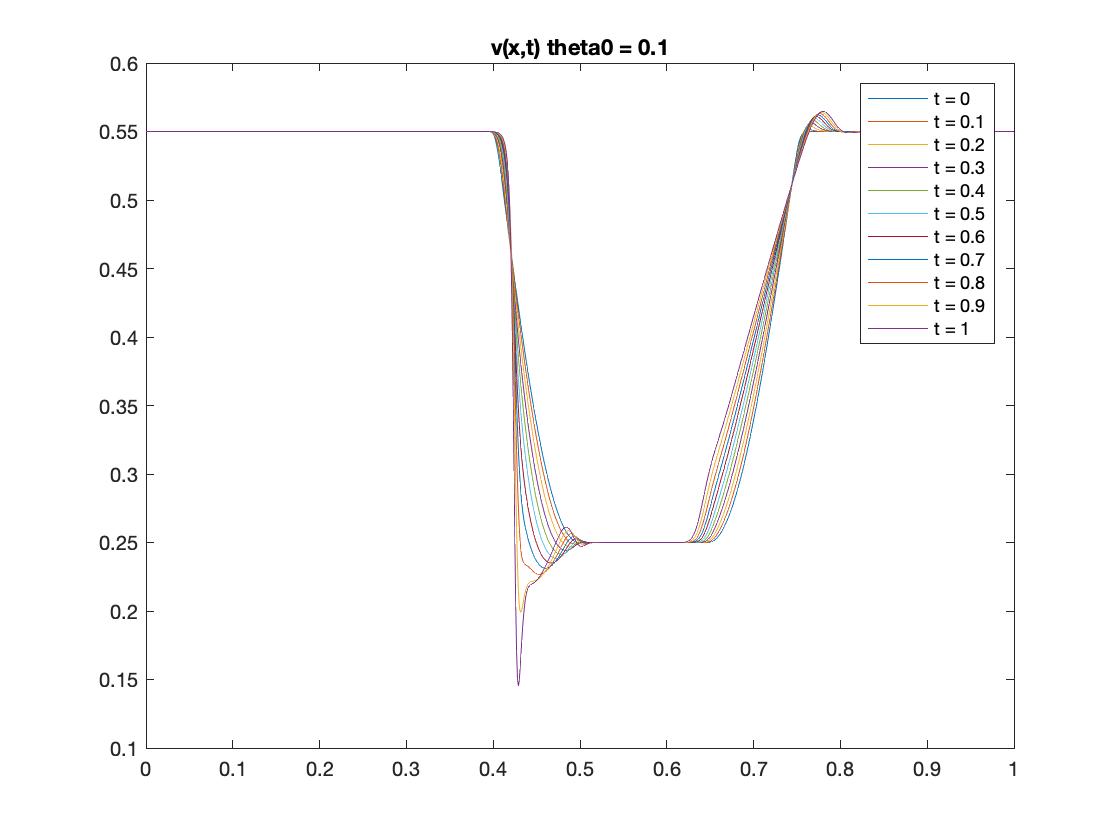 v(x,t) theta0 = 0.1
0.6
0.55
0.5
0.45
0.4
0.35
0.3
0.25
0.2
0.15
0.1
t = 0
t = 0.1
t = 0.2
t = 0.3
t = 0.4
t = 0.5
t = 0.6
t = 0.7
t = 0.8
t = 0.9
t = 1
0 0.1 0.2 0.3 0.4 0.5 0.6 0.7 0.8 0.9 1